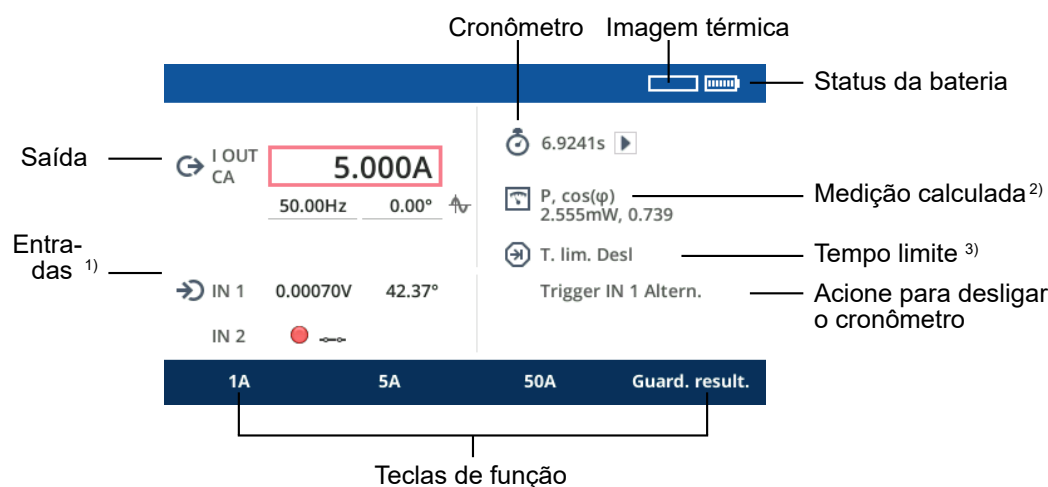 Cronômetro Imagem térmica
Status da bateria
Saída
I OUT
CA
5.000A
50.00Hz 0.00°
6.9241s
P, cos(φ)
2.555mW, 0.739
Medição calculada 2)
T. lim. Desl
Tempo limite 3)
Entra-
das 1)
IN 1 0.00070V 42.37°
Trigger IN 1 Altern.
Acione para desligar
o cronômetro
IN 2
1A 5A 50A Guard. result.
Teclas de função